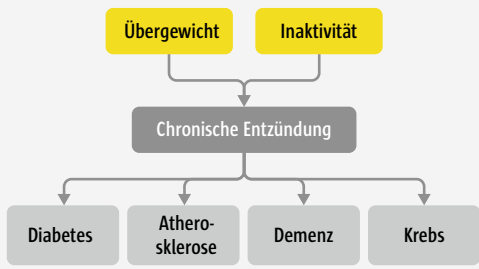 Übergewicht
Inaktivität
Chronische Entzündung
Diabetes
Athero-
sklerose
Demenz
Krebs